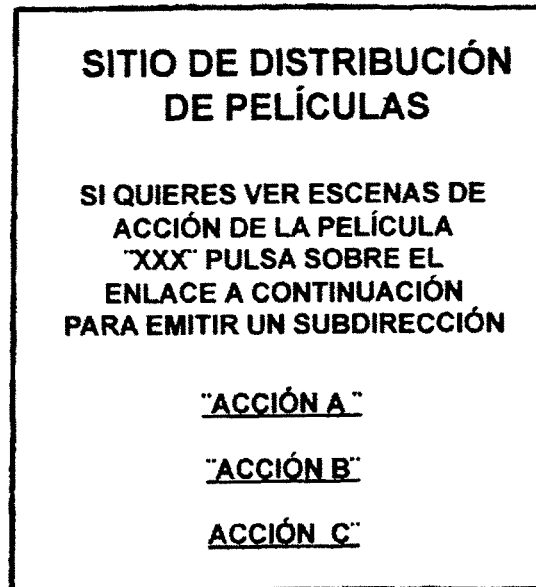 SITIO DE DISTRIBUCIÓN
DE PELÍCULAS
SI QUIERES VER ESCENAS DE
ACCIÓN DE LA PELÍCULA
¨XXX¨ PULSA SOBRE EL
ENLACE A CONTINUACIÓN
PARA EMITIR UN SUBDIRECCIÓN
¨ACCIÓN A ¨
¨ACCIÓN B¨
ACCIÓN C¨